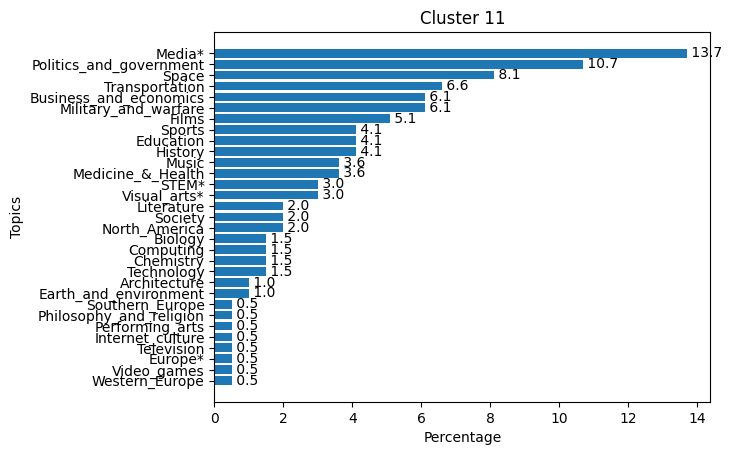 Cluster 11
Media* 13.7
Politics_and_government 10.7
Space 8.1
Transportation 6.6
Business_and_economics 6.1
Military_and_warfare 6.1
Films 5.1
Sports 4.1
Education 4.1
History 4.1
Music 3.6
Medicine_&_Health 3.6
STEM* 3.0
Visual_arts* 3.0
Literature 2.0
Society 2.0
North_America 2.0
Biology 1.5
Computing 1.5
Chemistry 1.5
Technology 1.5
Architecture 1.0
Earth_and_environment 1.0
Southern_Europe 0.5
Philosophy_and_religion 0.5
Performing_arts 0.5
Internet_culture 0.5
Television 0.5
Europe* 0.5
Video_games 0.5
Western_Europe 0.5
Topics
0 2 4 6 8 10 12 14
Percentage